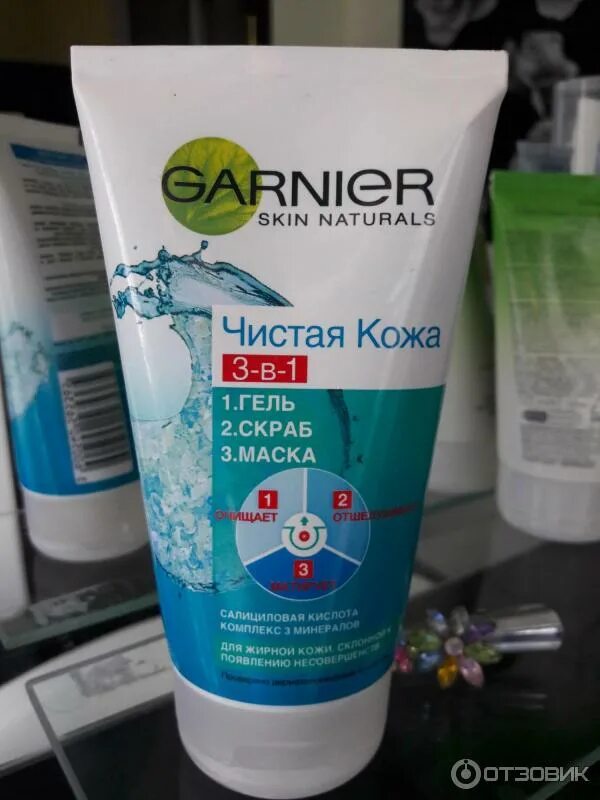 GARNIER
SKIN NATURALS
Чистая Кожа
3-в-1
1.ГЕЛЬ
2.СКРАБ
3.МАСКА
1
2
ОЧИЩАЕТ
3
САЛИЦИЛОВАЯ КИСЛОТА
КОМПЛЕКС 3 МИНЕРАЛОВ
ДЛЯ ЖИРНОЙ КОЖИ, СКЛОННОЙ К
ПОЯВЛЕНИЮ НЕСОВЕРШЕНСТВ
Проверено
ОТЗОВИК